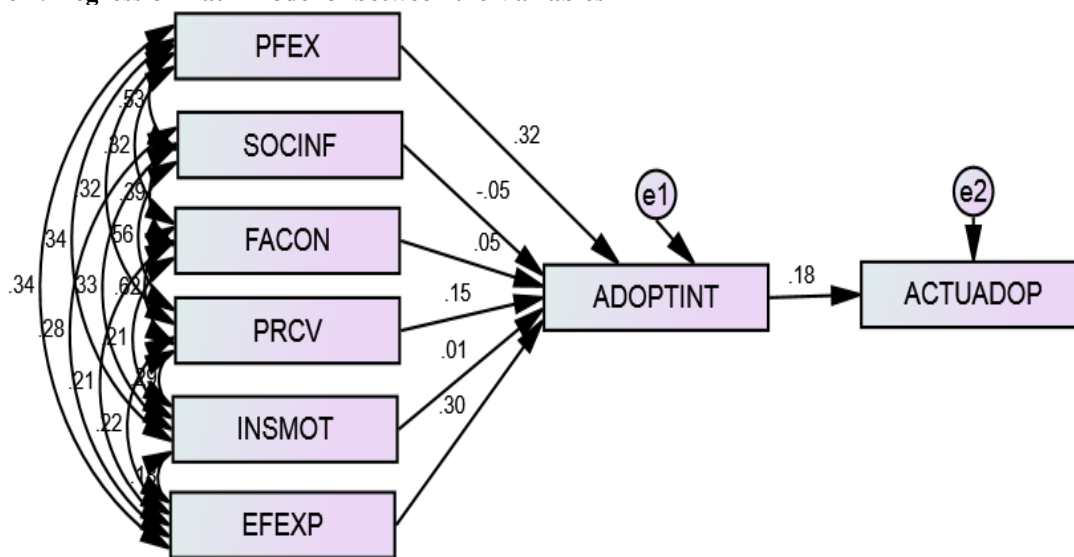 PFEX
.53
.32
.32
SOCINF
-.05
.39
.32
e1
e2
FACON
.05
.56
.34
ADOPTINT
.18
ACTUADOP
.34
.33
.62
PRCV
.15
.28
.21
.01
.29
.21
.30
INSMOT
.22
EFEXP